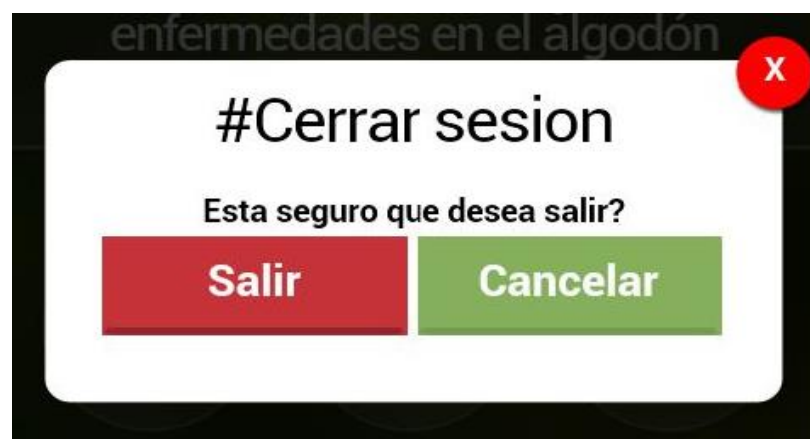 enfermedades en el algodón
X
#Cerrar sesion
Esta seguro que desea salir?
Salir
Cancelar